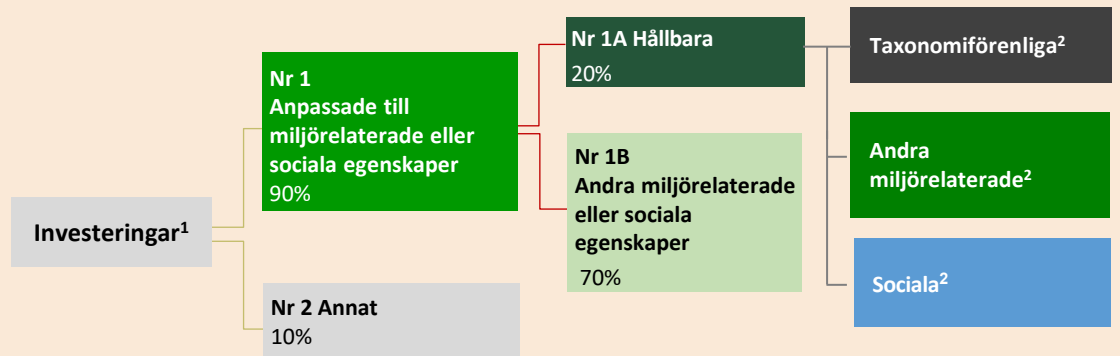 Investeringar¹
Nr 1
Anpassade till
miljörelaterade eller
sociala egenskaper
90%
Nr 2 Annat
10%
Nr 1A Hållbara
20%
Nr 1B
Andra miljörelaterade
eller sociala
egenskaper
70%
Taxonomiförenliga²
Andra
miljörelaterade²
Sociala²